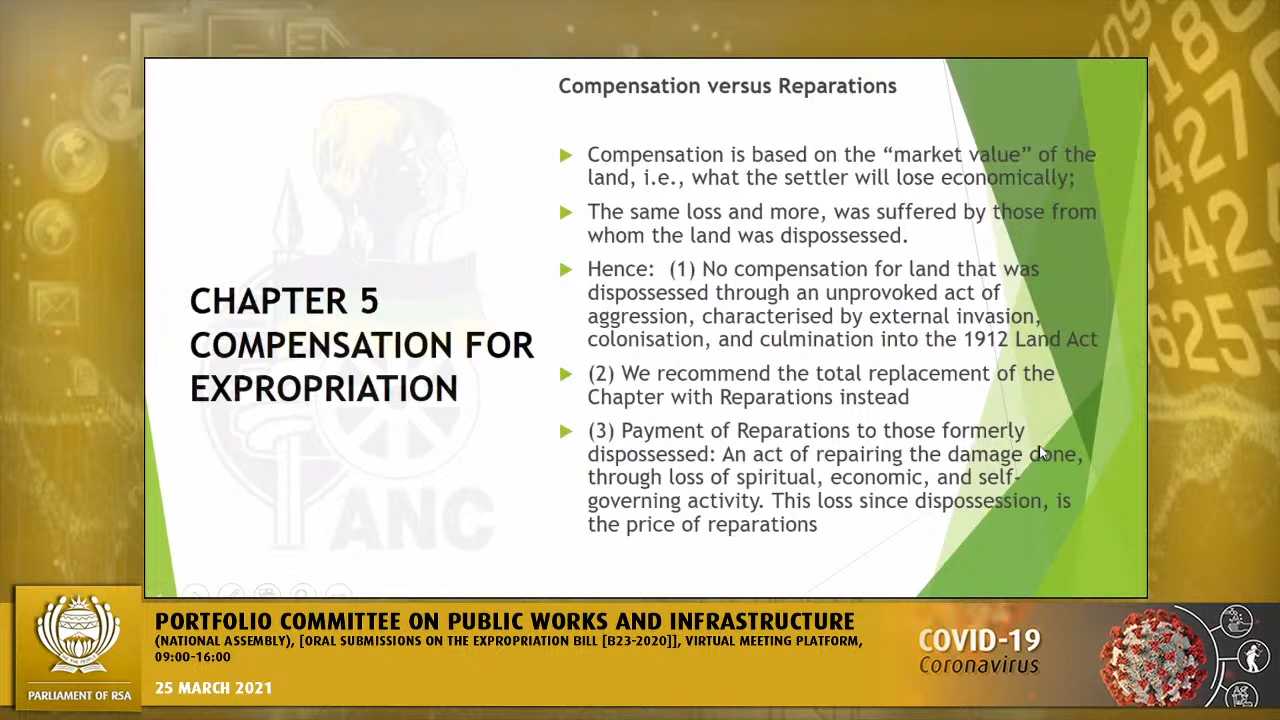 Compensation versus Reparations
Compensation is based on the “market value” of the
land, i.e., what the settler will lose economically;
The same loss and more, was suffered by those from
whom the land was dispossessed.
Hence: (1) No compensation for land that was
dispossessed through an unprovoked act of
aggression, characterised by external invasion,
colonisation, and culmination into the 1912 Land Act
(2) We recommend the total replacement of the
Chapter with Reparations instead
(3) Payment of Reparations to those formerly
dispossessed: An act of repairing the damage done,
through loss of spiritual, economic, and self-
governing activity. This loss since dispossession, is
the price of reparations
CHAPTER 5
COMPENSATION FOR
EXPROPRIATION
ANC
PARLIAMENT OF RSA
PORTFOLIO COMMITTEE ON PUBLIC WORKS AND INFRASTRUCTURE
(NATIONAL ASSEMBLY), [ORAL SUBMISSIONS ON THE EXPROPRIATION BILL [B23-2020]], VIRTUAL MEETING PLATFORM,
09:00-16:00
25 MARCH 2021
COVID-19
Coronavirus